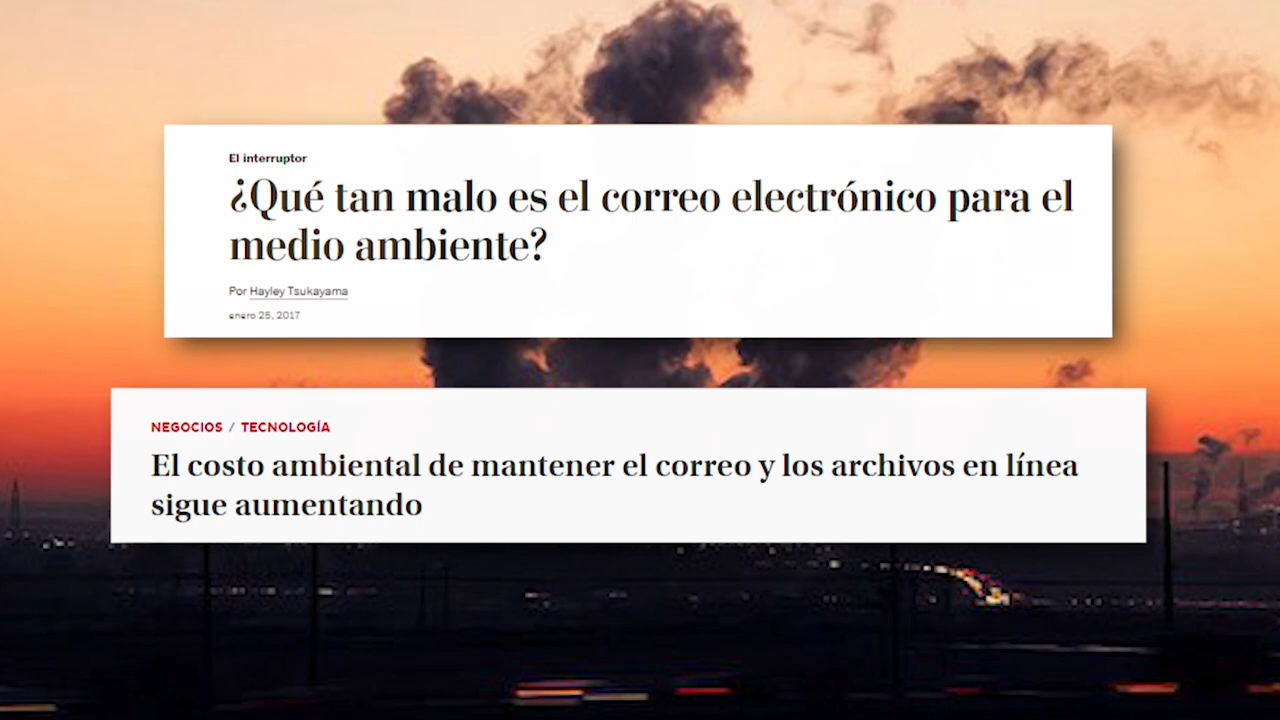 El interruptor
¿Qué tan malo es el correo electrónico para el
medio ambiente?
Por Hayley Tsukayama
enero 25, 2017
NEGOCIOS / TECNOLOGÍA
El costo ambiental de mantener el correo y los archivos en línea
sigue aumentando